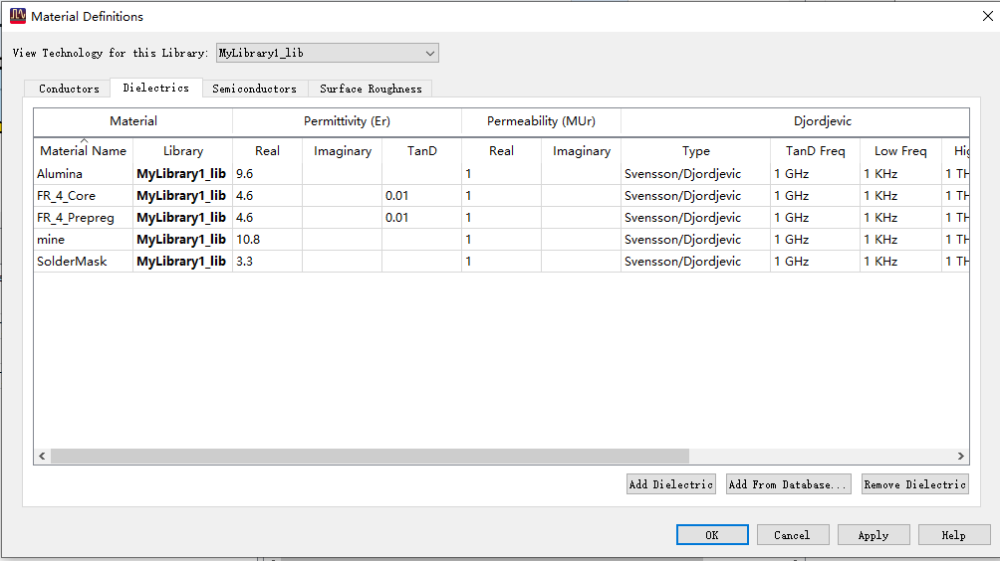 Material Definitions
View Technology for this Library: MyLibrary1_lib
Conductors Dielectrics Semiconductors Surface Roughness
Material Permittivity (Er) Permeability (MUr) Djordjevic
Material Name Library Real Imaginary TanD Real Imaginary Type TanD Freq Low Freq Hig
Alumina MyLibrary1_lib 9.6 1 Svensson/Djordjevic 1 GHz 1 KHz 1 TH
FR_4_Core MyLibrary1_lib 4.6 0.01 1 Svensson/Djordjevic 1 GHz 1 KHz 1 TH
FR_4_Prepreg MyLibrary1_lib 4.6 0.01 1 Svensson/Djordjevic 1 GHz 1 KHz 1 TH
mine MyLibrary1_lib 10.8 1 Svensson/Djordjevic 1 GHz 1 KHz 1 TH
SolderMask MyLibrary1_lib 3.3 1 Svensson/Djordjevic 1 GHz 1 KHz 1 TH
Add Dielectric Add From Database... Remove Dielectric
OK Cancel Apply Help